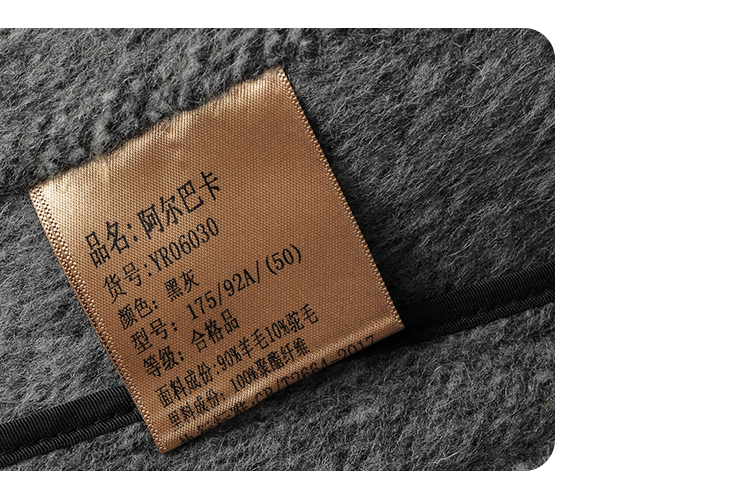 品名:阿尔巴卡
货号:YR06030
颜色: 黑灰
型号: 175/92A/(50)
等级: 合格品
面料成份:90%羊毛10%驼毛
里料成份: 100%聚酯纤维